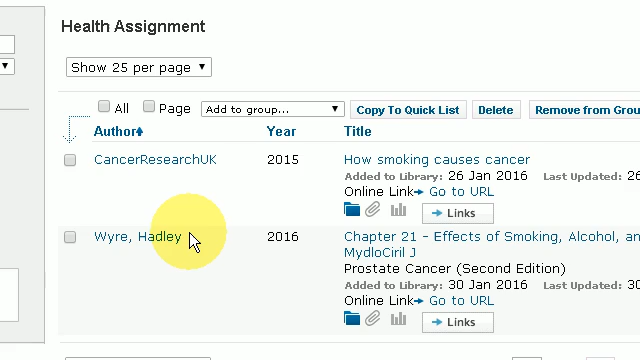 Health Assignment
Show 25 per page
All Page Add to group... Copy To Quick List Delete Remove from Grou
Author Year Title
CancerResearchUK 2015 How smoking causes cancer
Added to Library: 26 Jan 2016 Last Updated: 26
Online Link Go to URL
Links
Wyre, Hadley 2016 Chapter 21 - Effects of Smoking, Alcohol, an
MydloCiril J
Prostate Cancer (Second Edition)
Added to Library: 30 Jan 2016 Last Updated: 30
Online Link Go to URL
Links